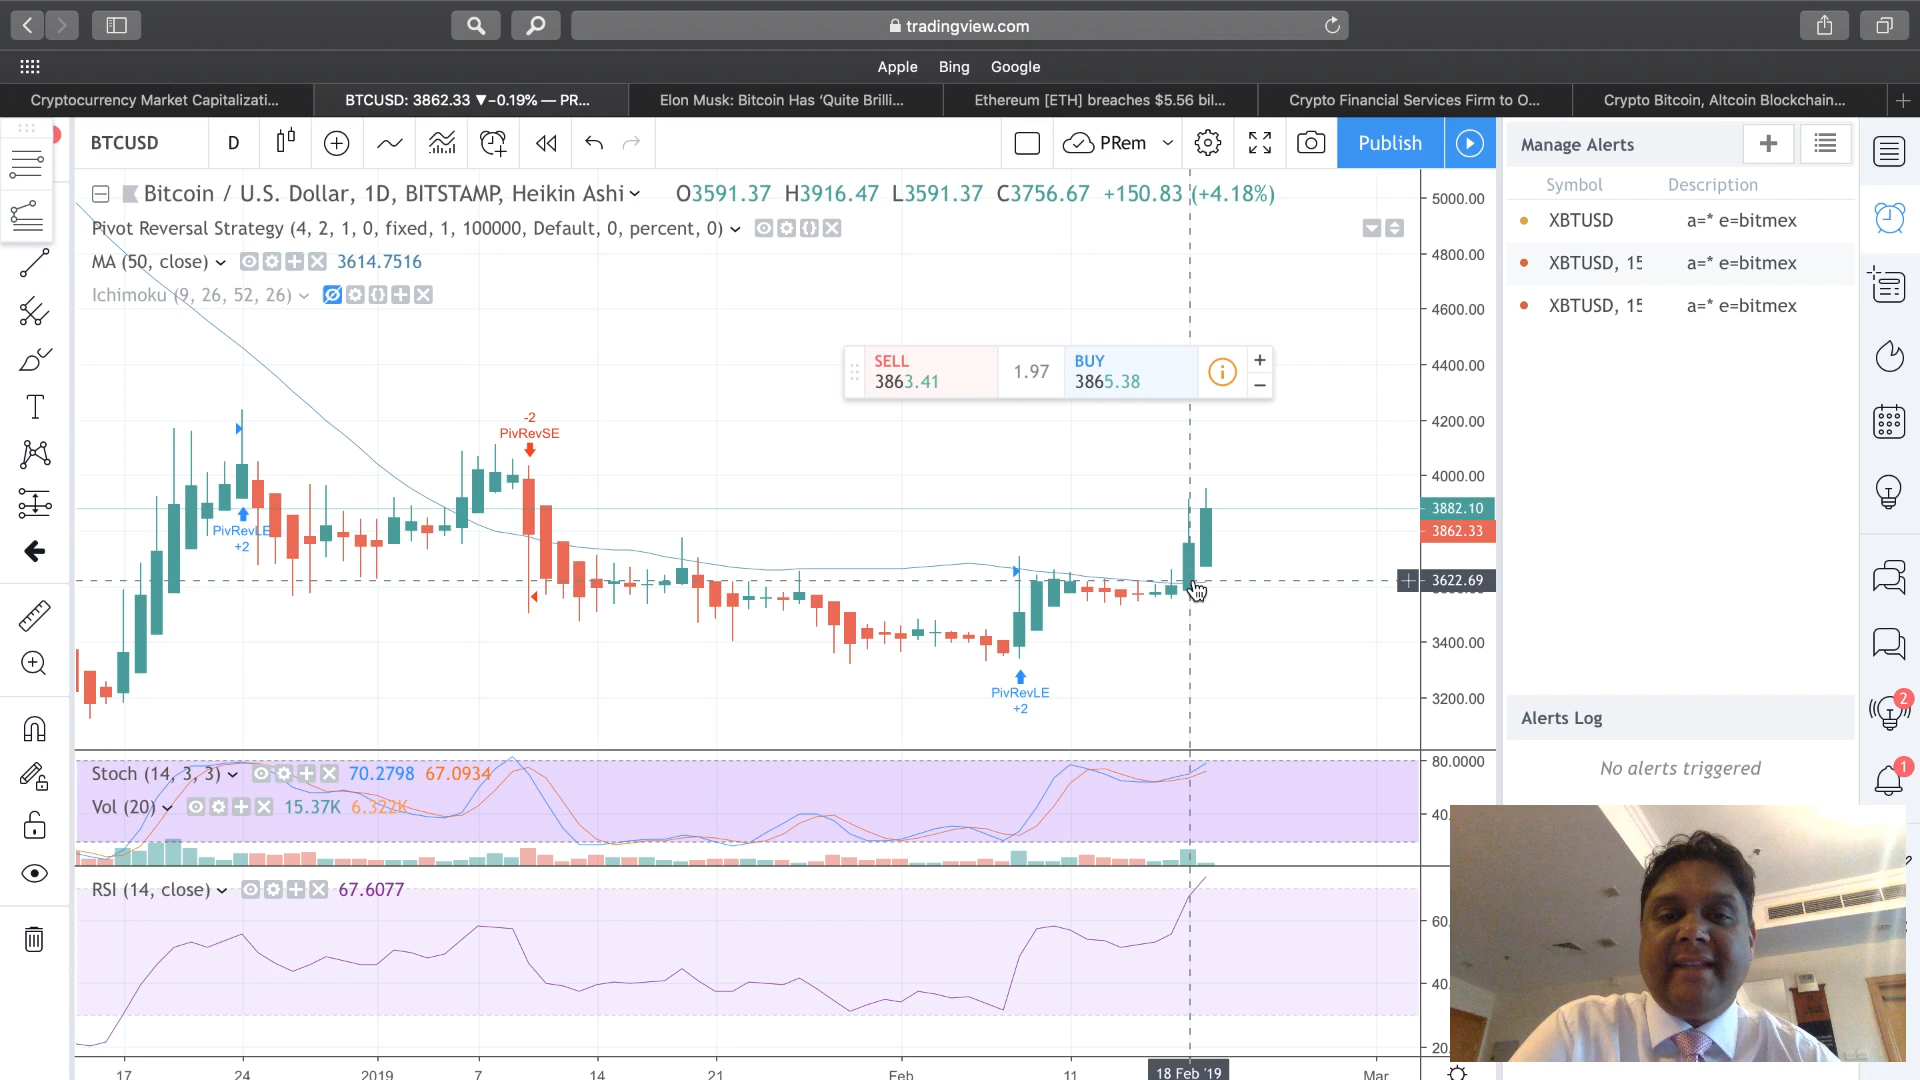 tradingview.com
Apple Bing Google
Cryptocurrency Market Capitalizati...
BTCUSD: 3862.33 ▼−0.19% — PR...
Elon Musk: Bitcoin Has ‘Quite Brilli...
Ethereum [ETH] breaches $5.56 bil...
Crypto Financial Services Firm to O...
Crypto Bitcoin, Altcoin Blockchain...
BTCUSD D PRem Publish
Manage Alerts
Symbol Description
XBTUSD a=* e=bitmex
XBTUSD, 15 a=* e=bitmex
XBTUSD, 15 a=* e=bitmex
Bitcoin / U.S. Dollar, 1D, BITSTAMP, Heikin Ashi O3591.37 H3916.47 L3591.37 C3756.67 +150.83 (+4.18%)
Pivot Reversal Strategy (4, 2, 1, 0, fixed, 1, 100000, Default, 0, percent, 0)
MA (50, close) 3614.7516
Ichimoku (9, 26, 52, 26)
SELL
3863.41
1.97
BUY
3865.38
-2
PivRevSE
PivRevLE
+2
PivRevLE
+2
5000.00
4800.00
4600.00
4400.00
4200.00
4000.00
3882.10
3862.33
3622.69
3400.00
3200.00
Alerts Log
No alerts triggered
2
1
Stoch (14, 3, 3) 70.2798 67.0934
Vol (20) 15.37K 6.322K
80.0000
40.
RSI (14, close) 67.6077
60.
40.
20.
17 24 2019 7 14 21 Feb 11 18 Feb '19 Mar